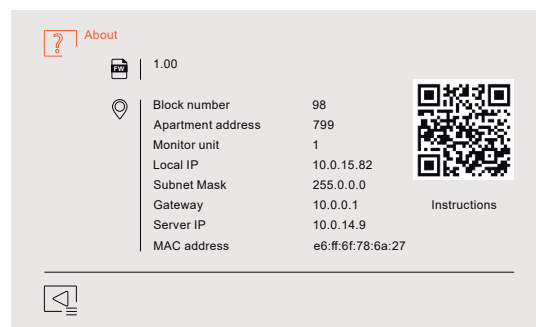 About
FW
1.00
Block number 98
Apartment address 799
Monitor unit 1
Local IP 10.0.15.82
Subnet Mask 255.0.0.0
Gateway 10.0.0.1
Server IP 10.0.14.9
MAC address e6:ff:6f:78:6a:27
Instructions